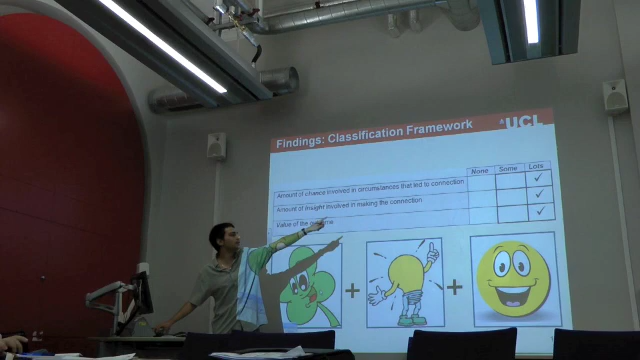 Findings: Classification Framework
UCL
None Some Lots
Amount of chance involved in circumstances that led to connection
Amount of insight involved in making the connection
Value of the